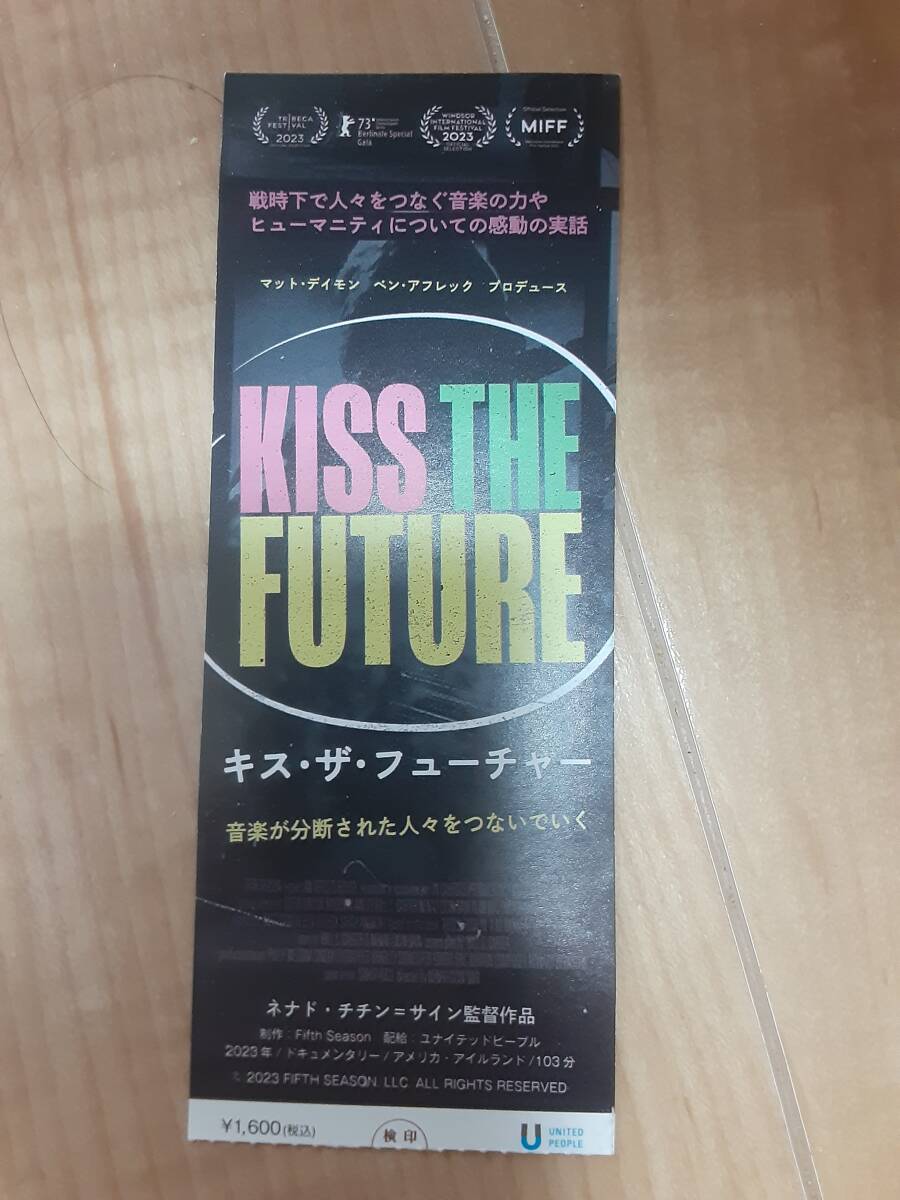 TRIBECA
FESTIVAL
2023
73
Berlinale Special
Gala
WINDSOR
INTERNATIONAL
FILM FESTIVAL
2023
OFFICIAL
SELECTION
Official Selection
MIFF
戦時下で人々をつなぐ音楽の力や
ヒューマニティについての感動の実話
マット・デイモン ベン・アフレック プロデュース
KISS THE
FUTURE
キス・ザ・フューチャー
音楽が分断された人々をつないでいく
ネナド・チチン=サイン監督作品
制作:Fifth Season 配給:ユナイテッドピープル
2023年/ドキュメンタリー/アメリカ・アイルランド/103分
© 2023 FIFTH SEASON, LLC. ALL RIGHTS RESERVED
¥1,600(税込)
検印
UNITED
PEOPLE